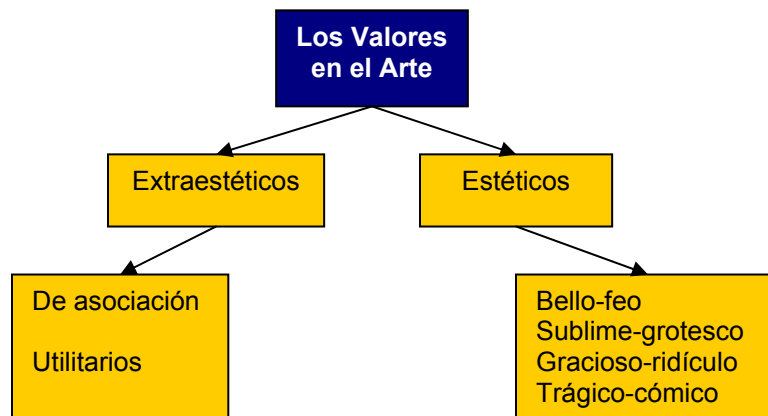 Los Valores
en el Arte
Extraestéticos
Estéticos
De asociación
Utilitarios
Bello-feo
Sublime-grotesco
Gracioso-ridículo
Trágico-cómico